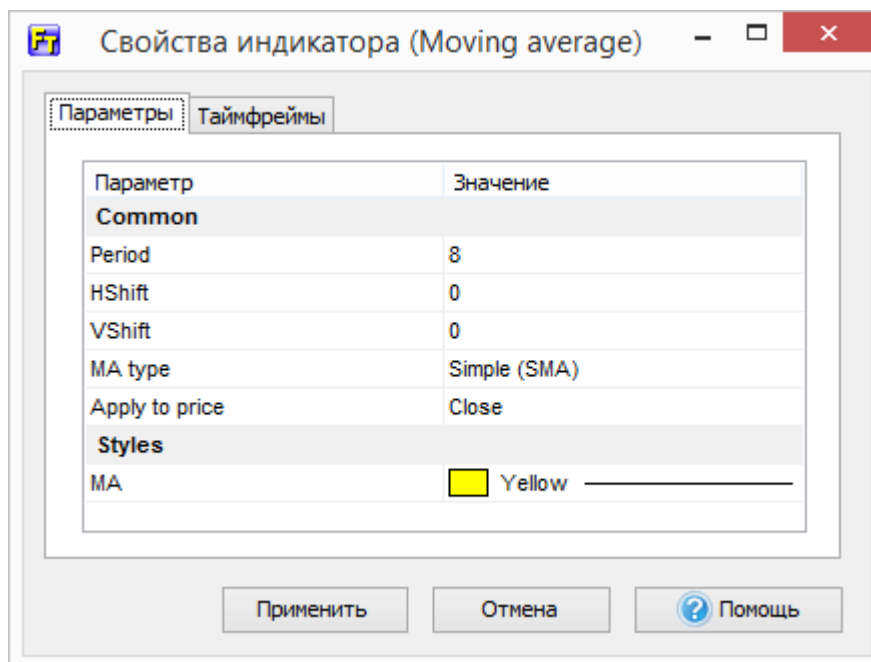 FT Свойства индикатора (Moving average)
Параметры Таймфреймы
Параметр Значение
Common
Period 8
HShift 0
VShift 0
MA type Simple (SMA)
Apply to price Close
Styles
MA Yellow
Применить Отмена ? Помощь